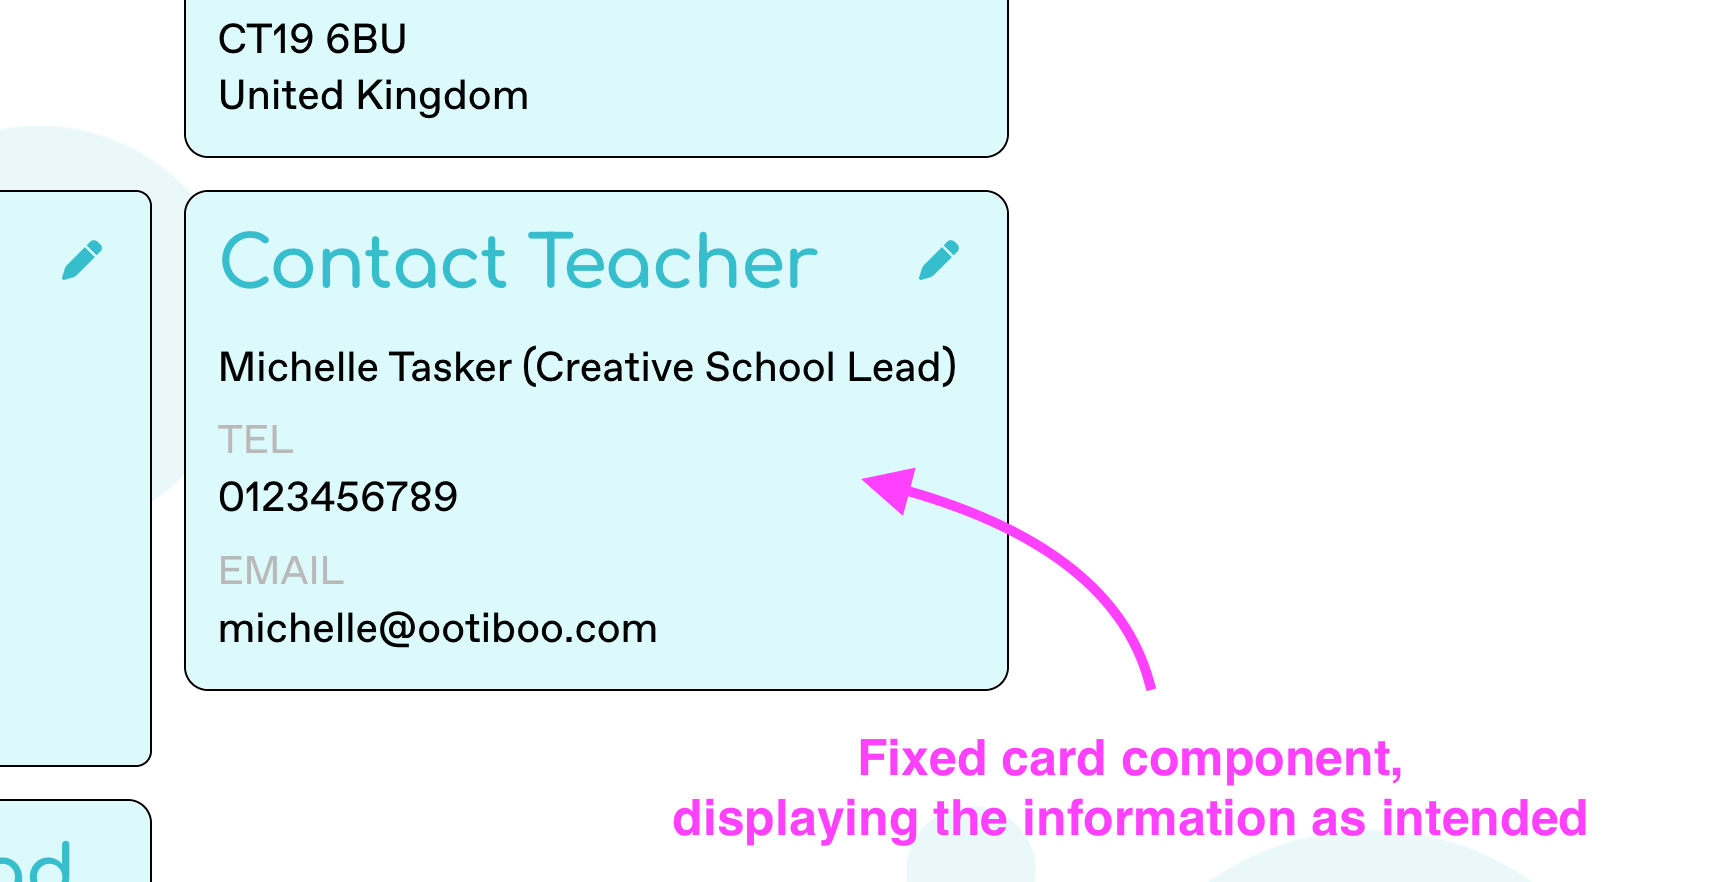 CT19 6BU
United Kingdom
Contact Teacher
Michelle Tasker (Creative School Lead)
TEL
0123456789
EMAIL
michelle@ootiboo.com
Fixed card component,
displaying the information as intended